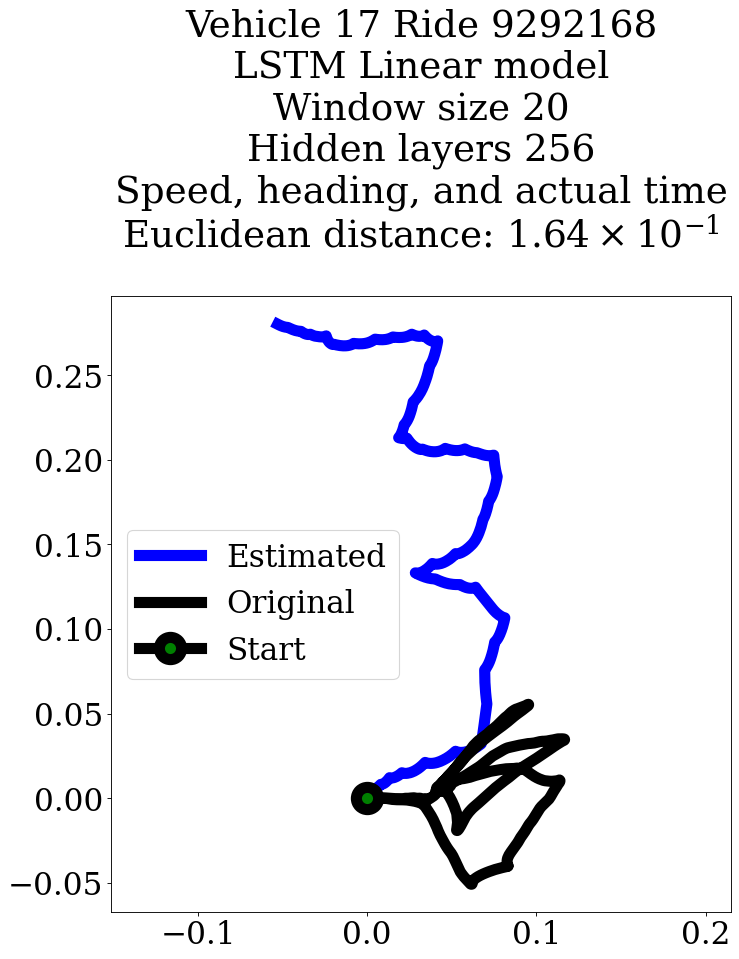 Vehicle 17 Ride 9292168
LSTM Linear model
Window size 20
Hidden layers 256
Speed, heading, and actual time
Euclidean distance: 1.64 × 10⁻¹
0.25
0.20
0.15
0.10
0.05
0.00
−0.05
Estimated
Original
Start
−0.1 0.0 0.1 0.2